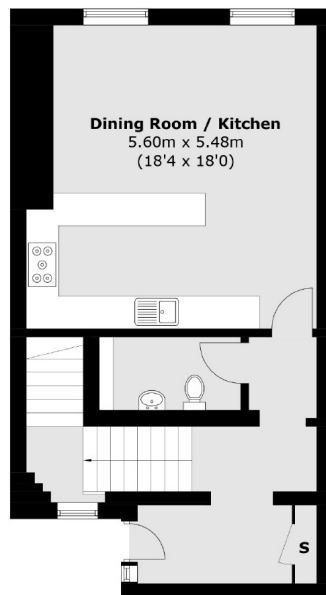 Dining Room / Kitchen
5.60m x 5.48m
(18'4 x 18'0)
S